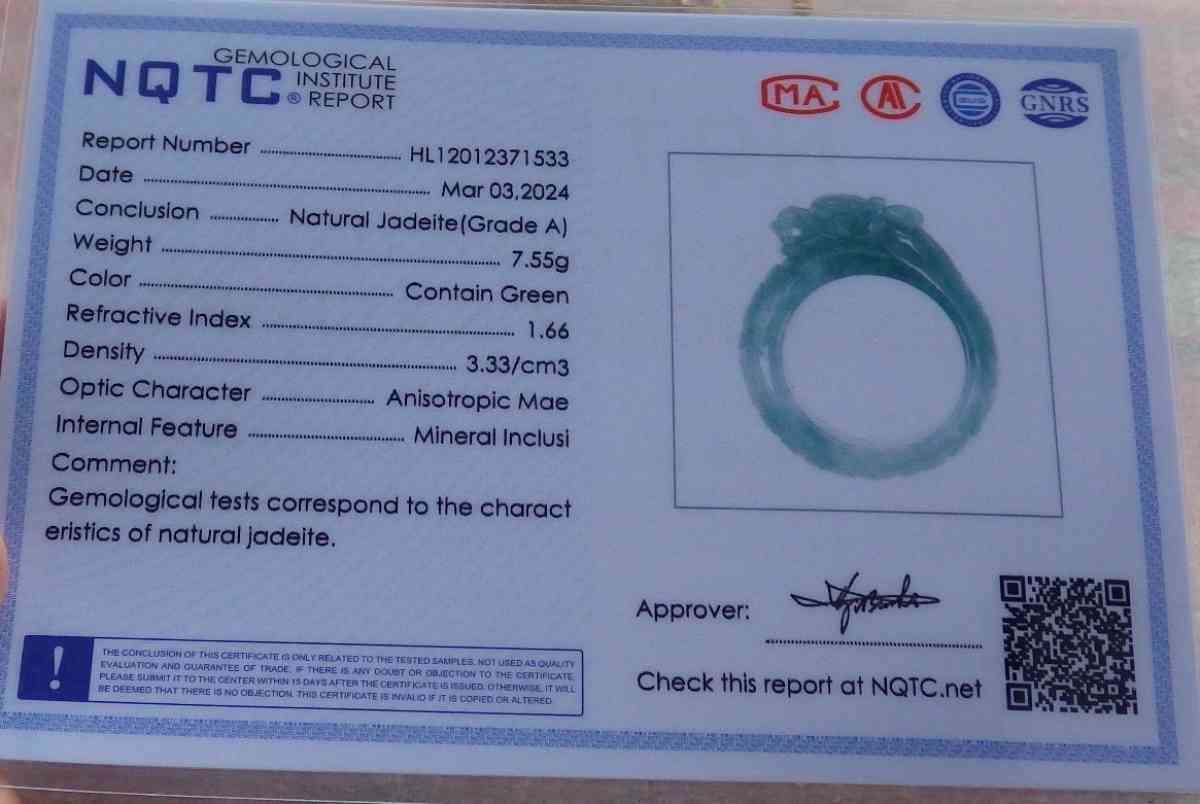 NQTC® GEMOLOGICAL INSTITUTE REPORT
MA
AL
GNRS
Report Number ........ HL12012371533
Date ........ Mar 03,2024
Conclusion ........ Natural Jadeite(Grade A)
Weight ........ 7.55g
Color ........ Contain Green
Refractive Index ........ 1.66
Density ........ 3.33/cm3
Optic Character ........ Anisotropic Mae
Internal Feature ........ Mineral Inclusi
Comment:
Gemological tests correspond to the charact
eristics of natural jadeite.
! THE CONCLUSION OF THIS CERTIFICATE IS ONLY RELATED TO THE TESTED SAMPLES, NOT USED AS QUALITY
EVALUATION AND GUARANTEE OF TRADE. IF THERE IS ANY DOUBT OR OBJECTION TO THE CERTIFICATE,
PLEASE SUBMIT IT TO THE CENTER WITHIN 15 DAYS AFTER THE CERTIFICATE IS ISSUED. OTHERWISE, IT WILL
BE DEEMED THAT THERE IS NO OBJECTION. THIS CERTIFICATE IS INVALID IF IT IS COPIED OR ALTERED.
Approver:
Check this report at NQTC.net